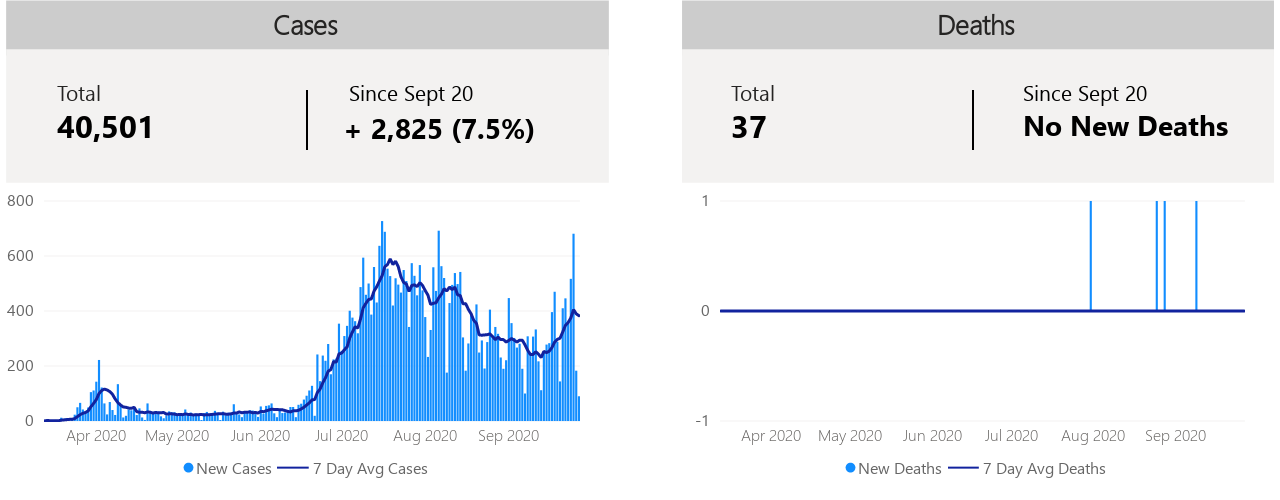 Cases
Total
40,501
Since Sept 20
+ 2,825 (7.5%)
800
600
400
200
0
Apr 2020 May 2020 Jun 2020 Jul 2020 Aug 2020 Sep 2020
New Cases 7 Day Avg Cases
Deaths
Total
37
Since Sept 20
No New Deaths
1
0
-1
Apr 2020 May 2020 Jun 2020 Jul 2020 Aug 2020 Sep 2020
New Deaths 7 Day Avg Deaths